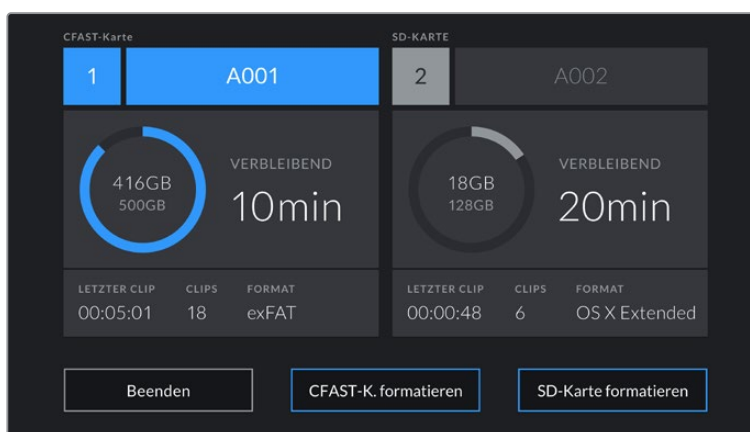 CFAST-Karte
1
A001
416GB
500GB
VERBLEIBEND
10min
LETZTER CLIP CLIPS FORMAT
00:05:01 18 exFAT
SD-KARTE
2
A002
18GB
128GB
VERBLEIBEND
20min
LETZTER CLIP CLIPS FORMAT
00:00:48 6 OS X Extended
Beenden
CFAST-K. formatieren
SD-Karte formatieren